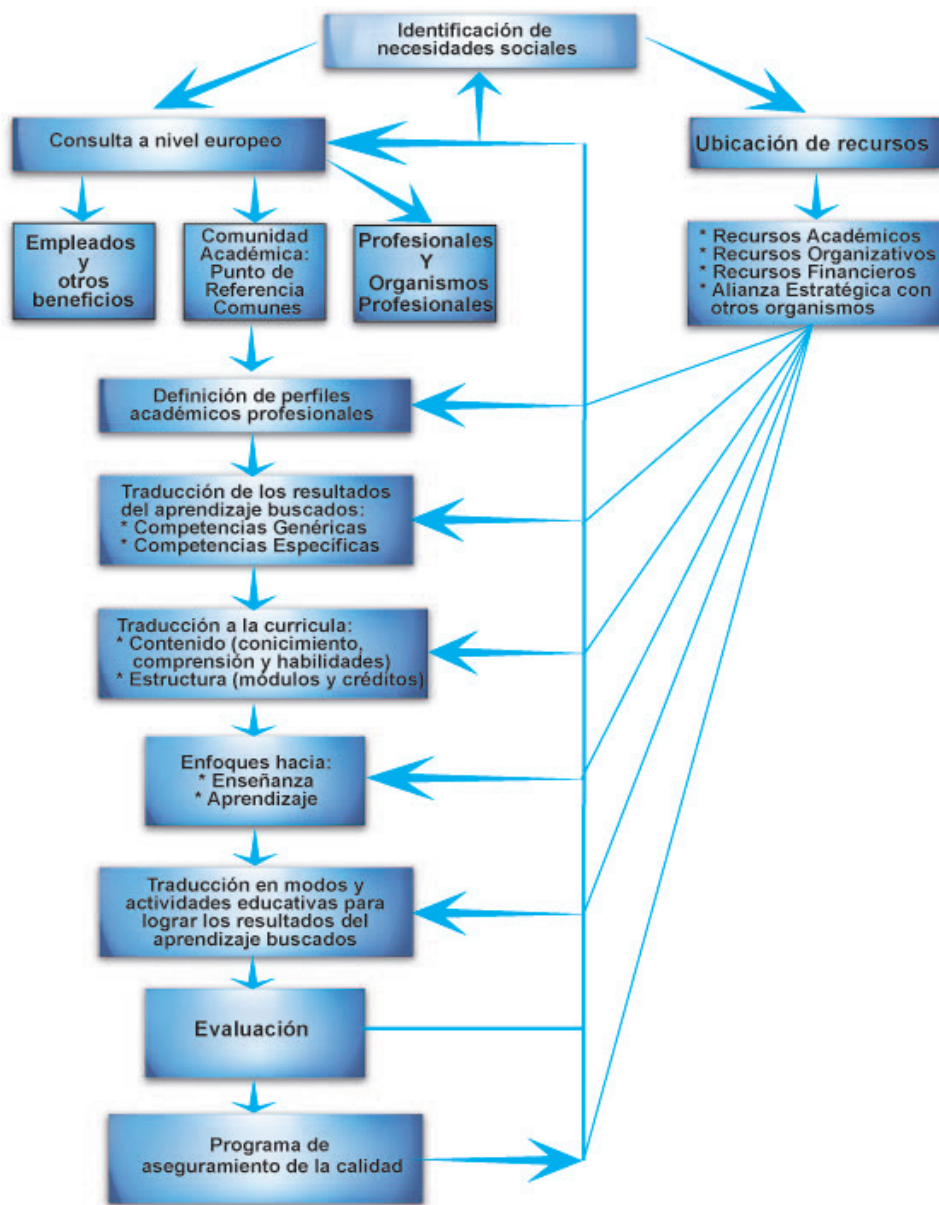 Identificación de
necesidades sociales
Consulta a nivel europeo
Ubicación de recursos
Empleados
y
otros
beneficios
Comunidad
Académica:
Punto de
Referencia
Comunes
Profesionales
Y
Organismos
Profesionales
* Recursos Académicos
* Recursos Organizativos
* Recursos Financieros
* Alianza Estratégica con
otros organismos
Definición de perfiles
académicos profesionales
Traducción de los resultados
del aprendizaje buscados:
* Competencias Genéricas
* Competencias Específicas
Traducción a la curricula:
* Contenido (conicimiento,
comprensión y habilidades)
* Estructura (módulos y créditos)
Enfoques hacia:
* Enseñanza
* Aprendizaje
Traducción en modos y
actividades educativas para
lograr los resultados del
aprendizaje buscados
Evaluación
Programa de
aseguramiento de la calidad